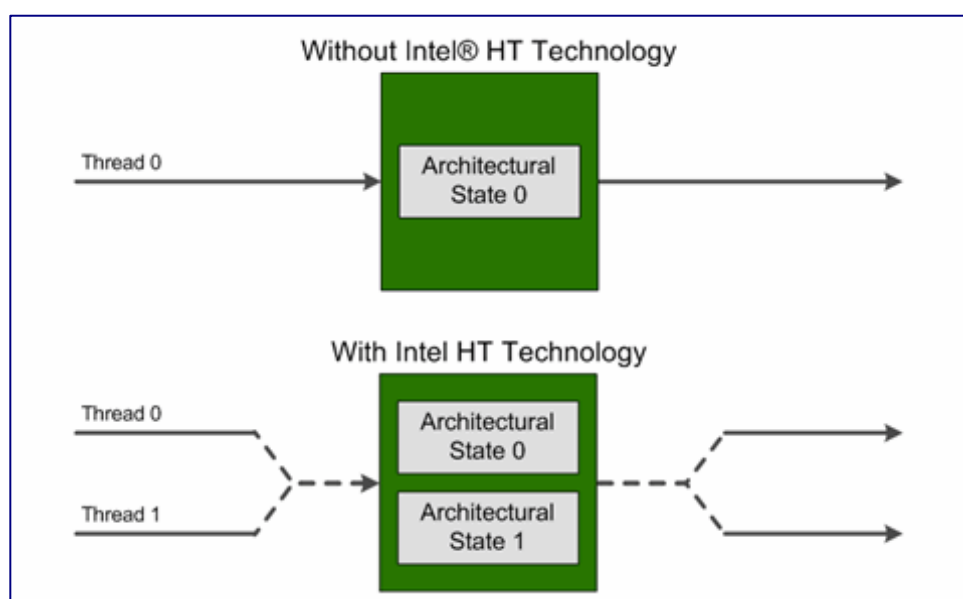 Without Intel® HT Technology
Thread 0
Architectural
State 0
With Intel HT Technology
Thread 0
Architectural
State 0
Thread 1
Architectural
State 1